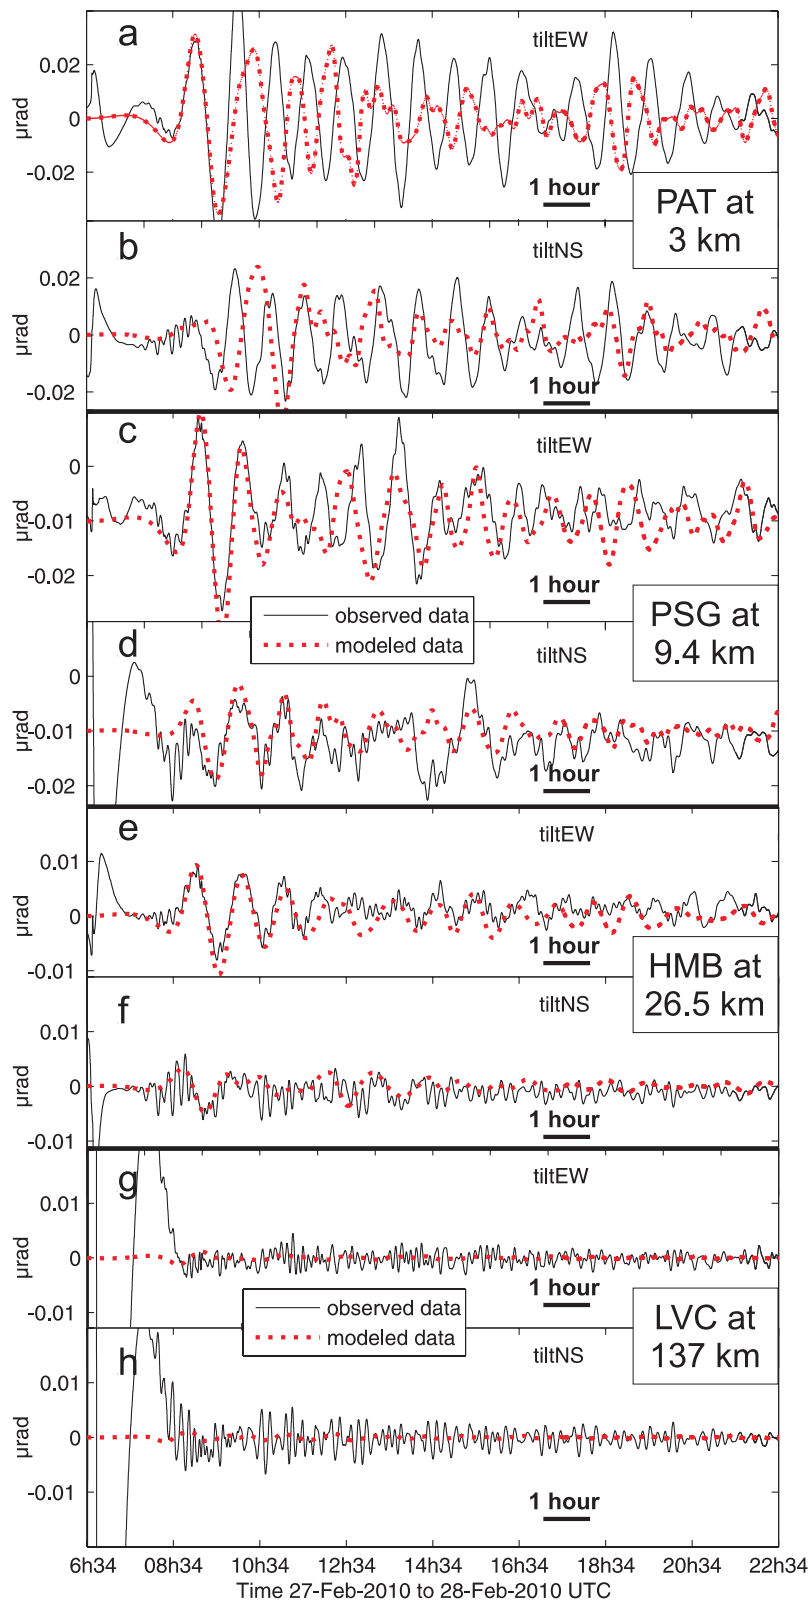 a
tiltEW
0.02
0
-0.02
µrad
1 hour
PAT at
3 km
b
tiltNS
0.02
0
-0.02
µrad
1 hour
c
tiltEW
0
-0.01
-0.02
µrad
1 hour
observed data
modeled data
PSG at
9.4 km
d
tiltNS
0
-0.01
-0.02
µrad
1 hour
e
tiltEW
0.01
0
-0.01
µrad
1 hour
HMB at
26.5 km
f
tiltNS
0.01
0
-0.01
µrad
1 hour
g
tiltEW
0.01
0
-0.01
µrad
1 hour
observed data
modeled data
LVC at
137 km
h
tiltNS
0.01
0
-0.01
µrad
1 hour
6h34 08h34 10h34 12h34 14h34 16h34 18h34 20h34 22h34
Time 27-Feb-2010 to 28-Feb-2010 UTC